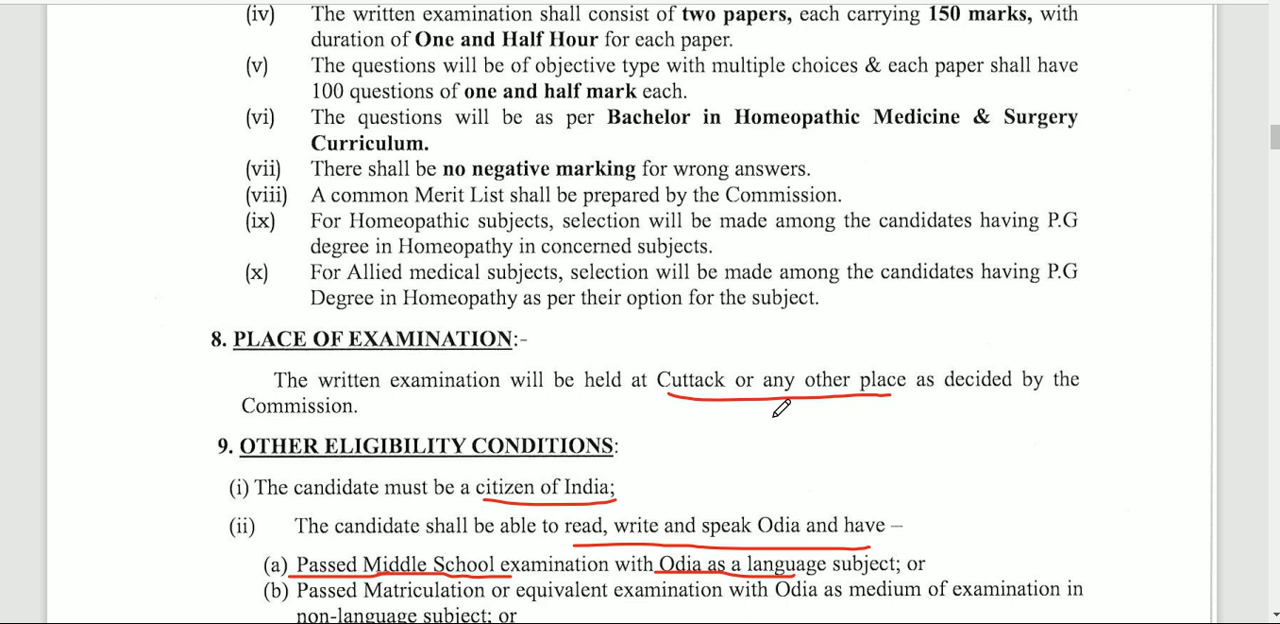 (iv) The written examination shall consist of two papers, each carrying 150 marks, with
duration of One and Half Hour for each paper.
(v) The questions will be of objective type with multiple choices & each paper shall have
100 questions of one and half mark each.
(vi) The questions will be as per Bachelor in Homeopathic Medicine & Surgery
Curriculum.
(vii) There shall be no negative marking for wrong answers.
(viii) A common Merit List shall be prepared by the Commission.
(ix) For Homeopathic subjects, selection will be made among the candidates having P.G
degree in Homeopathy in concerned subjects.
(x) For Allied medical subjects, selection will be made among the candidates having P.G
Degree in Homeopathy as per their option for the subject.
8. PLACE OF EXAMINATION:-
The written examination will be held at Cuttack or any other place as decided by the
Commission.
9. OTHER ELIGIBILITY CONDITIONS:
(i) The candidate must be a citizen of India;
(ii) The candidate shall be able to read, write and speak Odia and have –
(a) Passed Middle School examination with Odia as a language subject; or
(b) Passed Matriculation or equivalent examination with Odia as medium of examination in
non-language subject; or